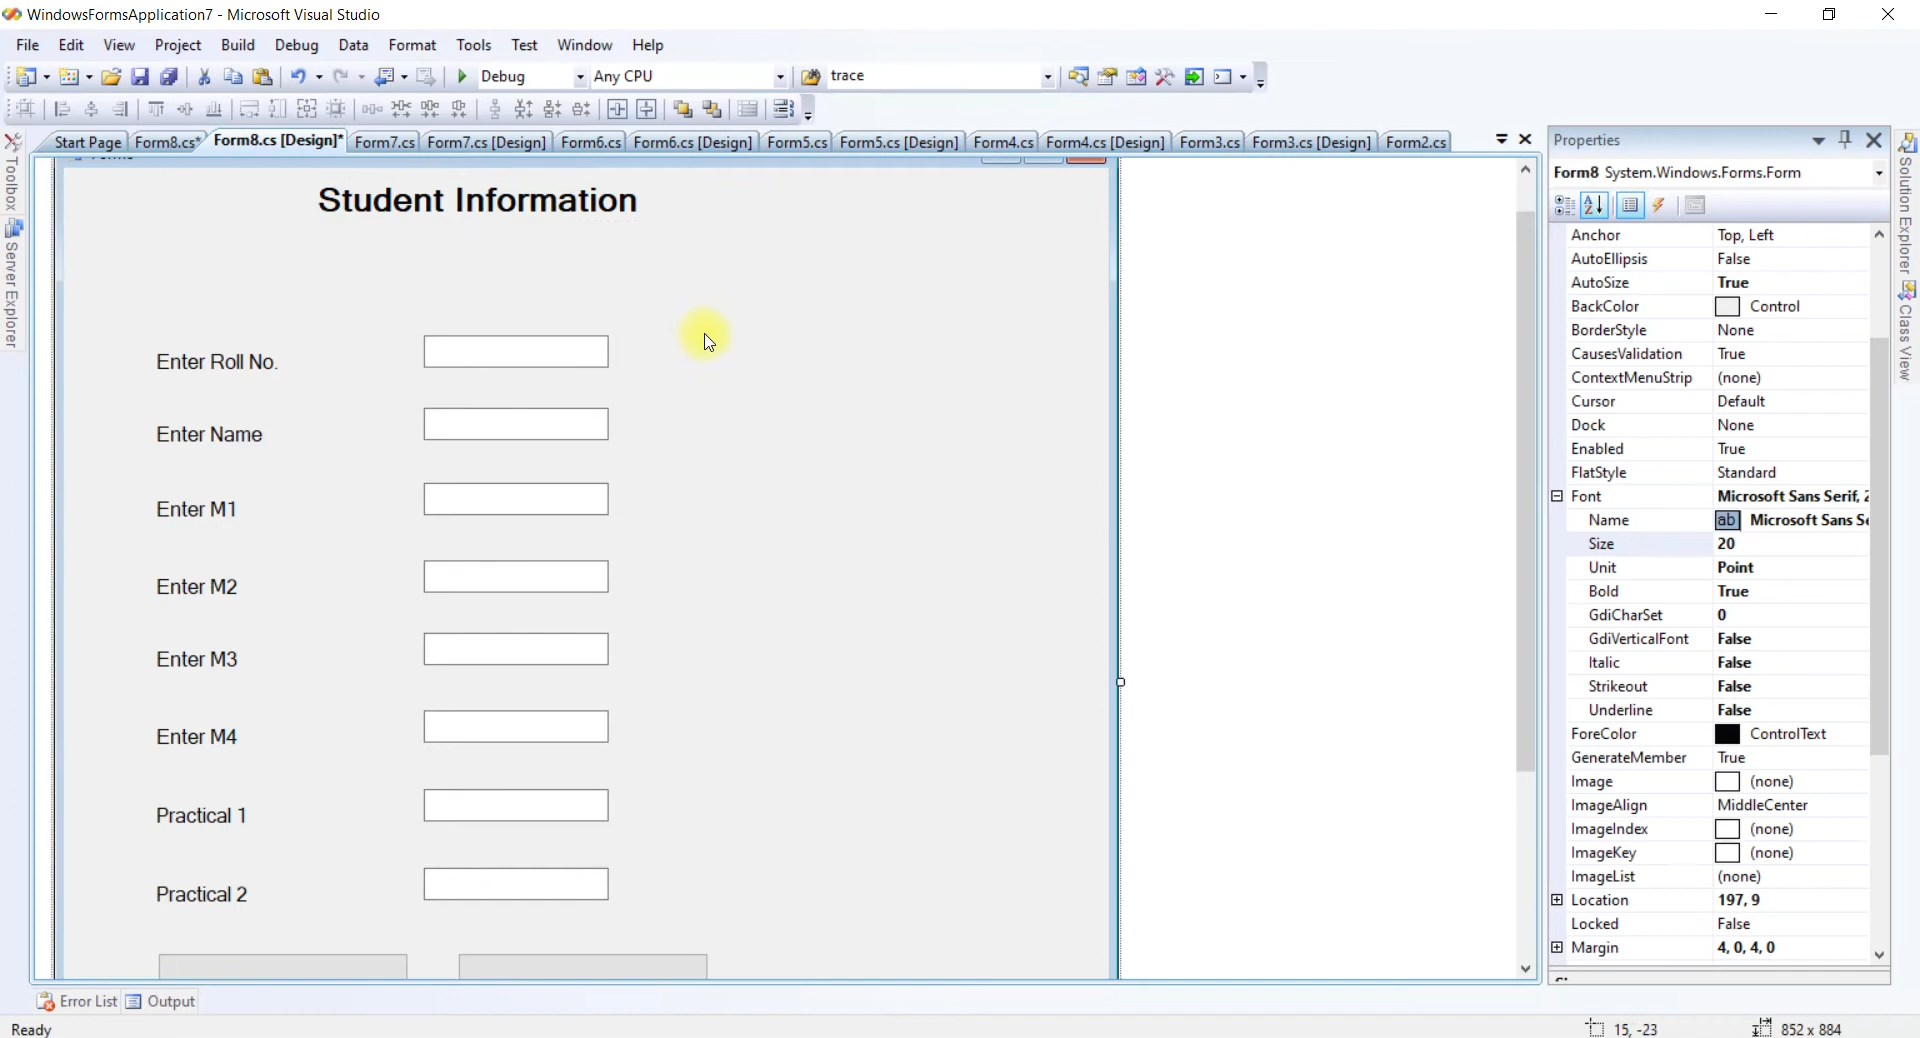 WindowsFormsApplication7 - Microsoft Visual Studio
File Edit View Project Build Debug Data Format Tools Test Window Help
Debug Any CPU trace
Start Page Form8.cs* Form8.cs [Design]* Form7.cs Form7.cs [Design] Form6.cs Form6.cs [Design] Form5.cs Form5.cs [Design] Form4.cs Form4.cs [Design] Form3.cs Form3.cs [Design] Form2.cs
Toolbox
Server Explorer
Student Information
Enter Roll No.
Enter Name
Enter M1
Enter M2
Enter M3
Enter M4
Practical 1
Practical 2
Properties
Form8 System.Windows.Forms.Form
Anchor Top, Left
AutoEllipsis False
AutoSize True
BackColor Control
BorderStyle None
CausesValidation True
ContextMenuStrip (none)
Cursor Default
Dock None
Enabled True
FlatStyle Standard
Font Microsoft Sans Serif, 2
Name ab Microsoft Sans Se
Size 20
Unit Point
Bold True
GdiCharSet 0
GdiVerticalFont False
Italic False
Strikeout False
Underline False
ForeColor ControlText
GenerateMember True
Image (none)
ImageAlign MiddleCenter
ImageIndex (none)
ImageKey (none)
ImageList (none)
Location 197, 9
Locked False
Margin 4, 0, 4, 0
Solution Explorer
Class View
Error List Output
Ready 15, -23 852 x 884